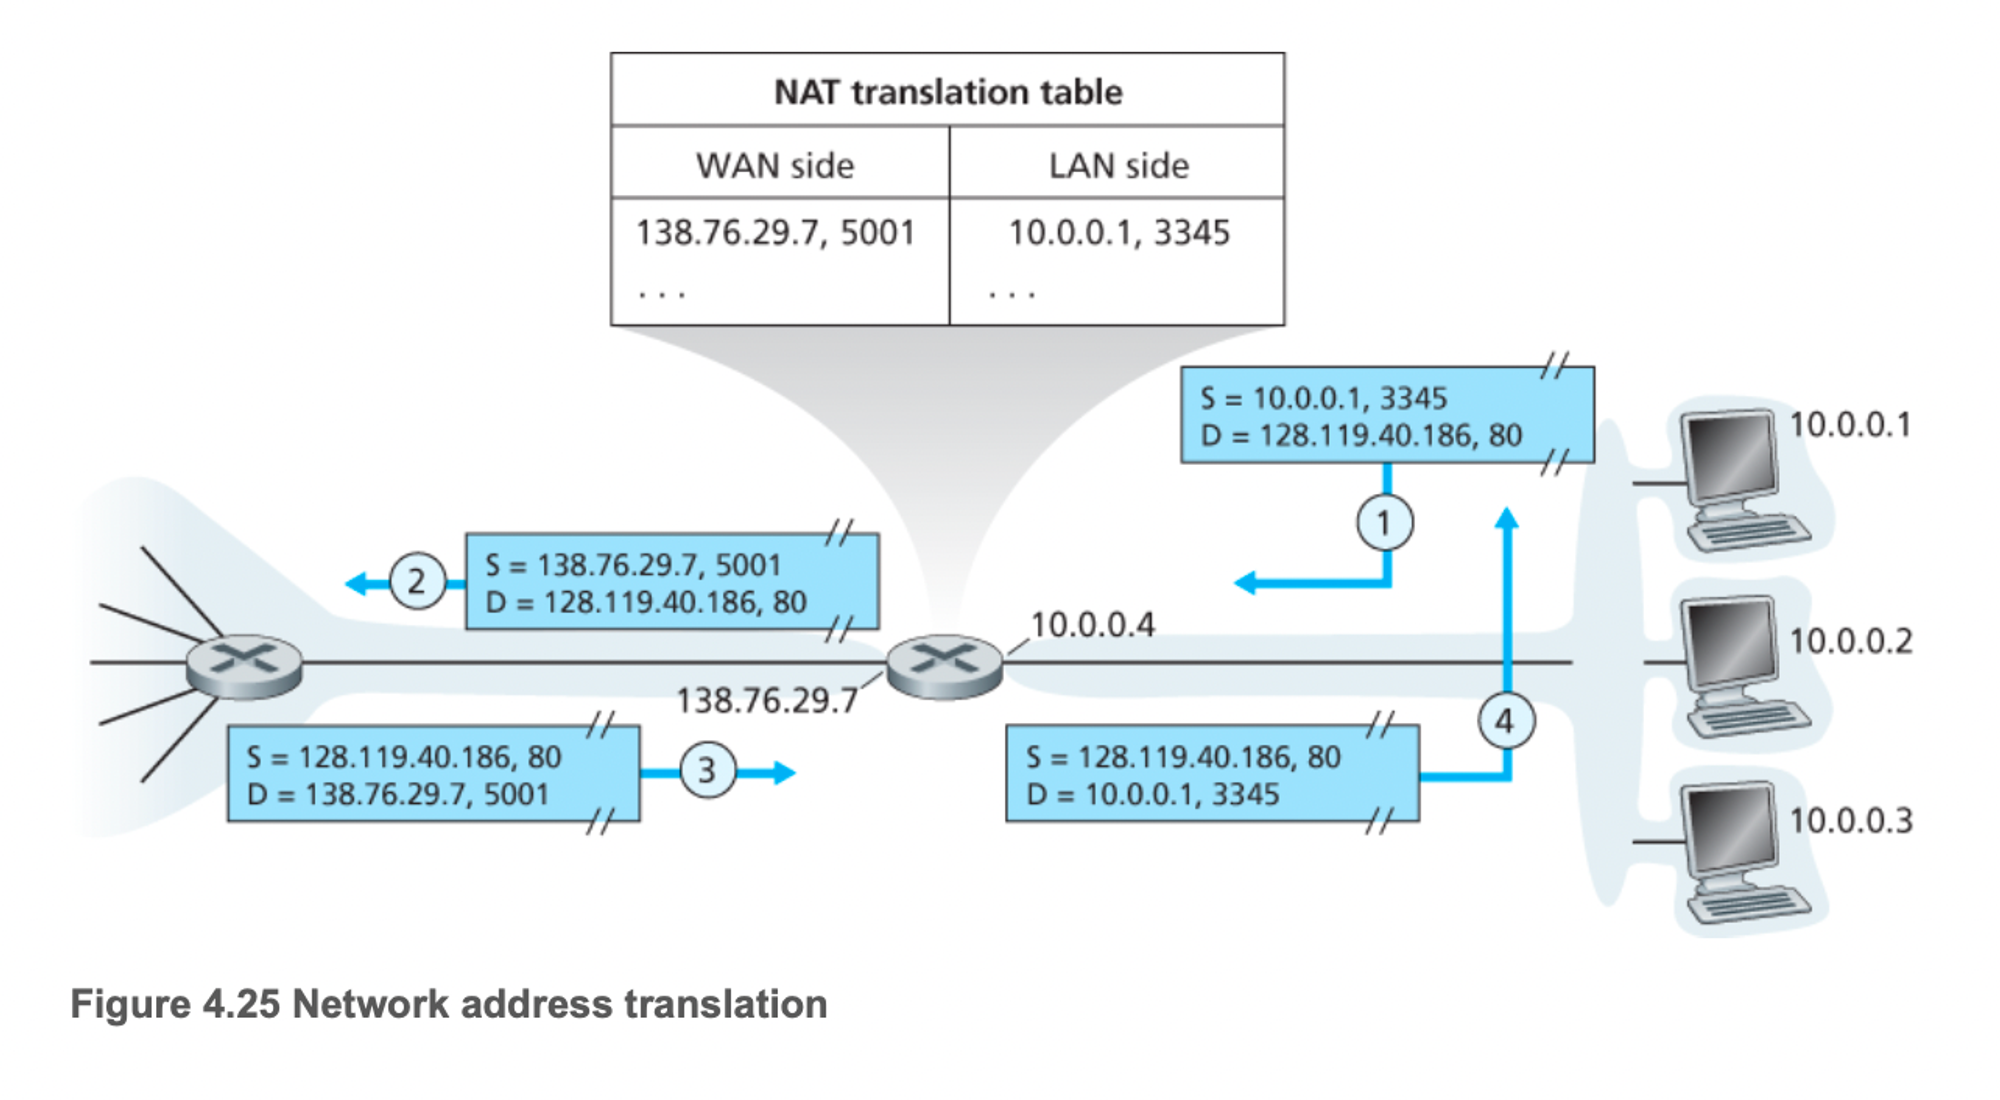 NAT translation table
WAN side LAN side
138.76.29.7, 5001 10.0.0.1, 3345
. . . . . .
S = 10.0.0.1, 3345
D = 128.119.40.186, 80
1
10.0.0.1
S = 138.76.29.7, 5001
D = 128.119.40.186, 80
2
10.0.0.4
10.0.0.2
138.76.29.7
S = 128.119.40.186, 80
D = 138.76.29.7, 5001
3
S = 128.119.40.186, 80
D = 10.0.0.1, 3345
4
10.0.0.3
Figure 4.25 Network address translation